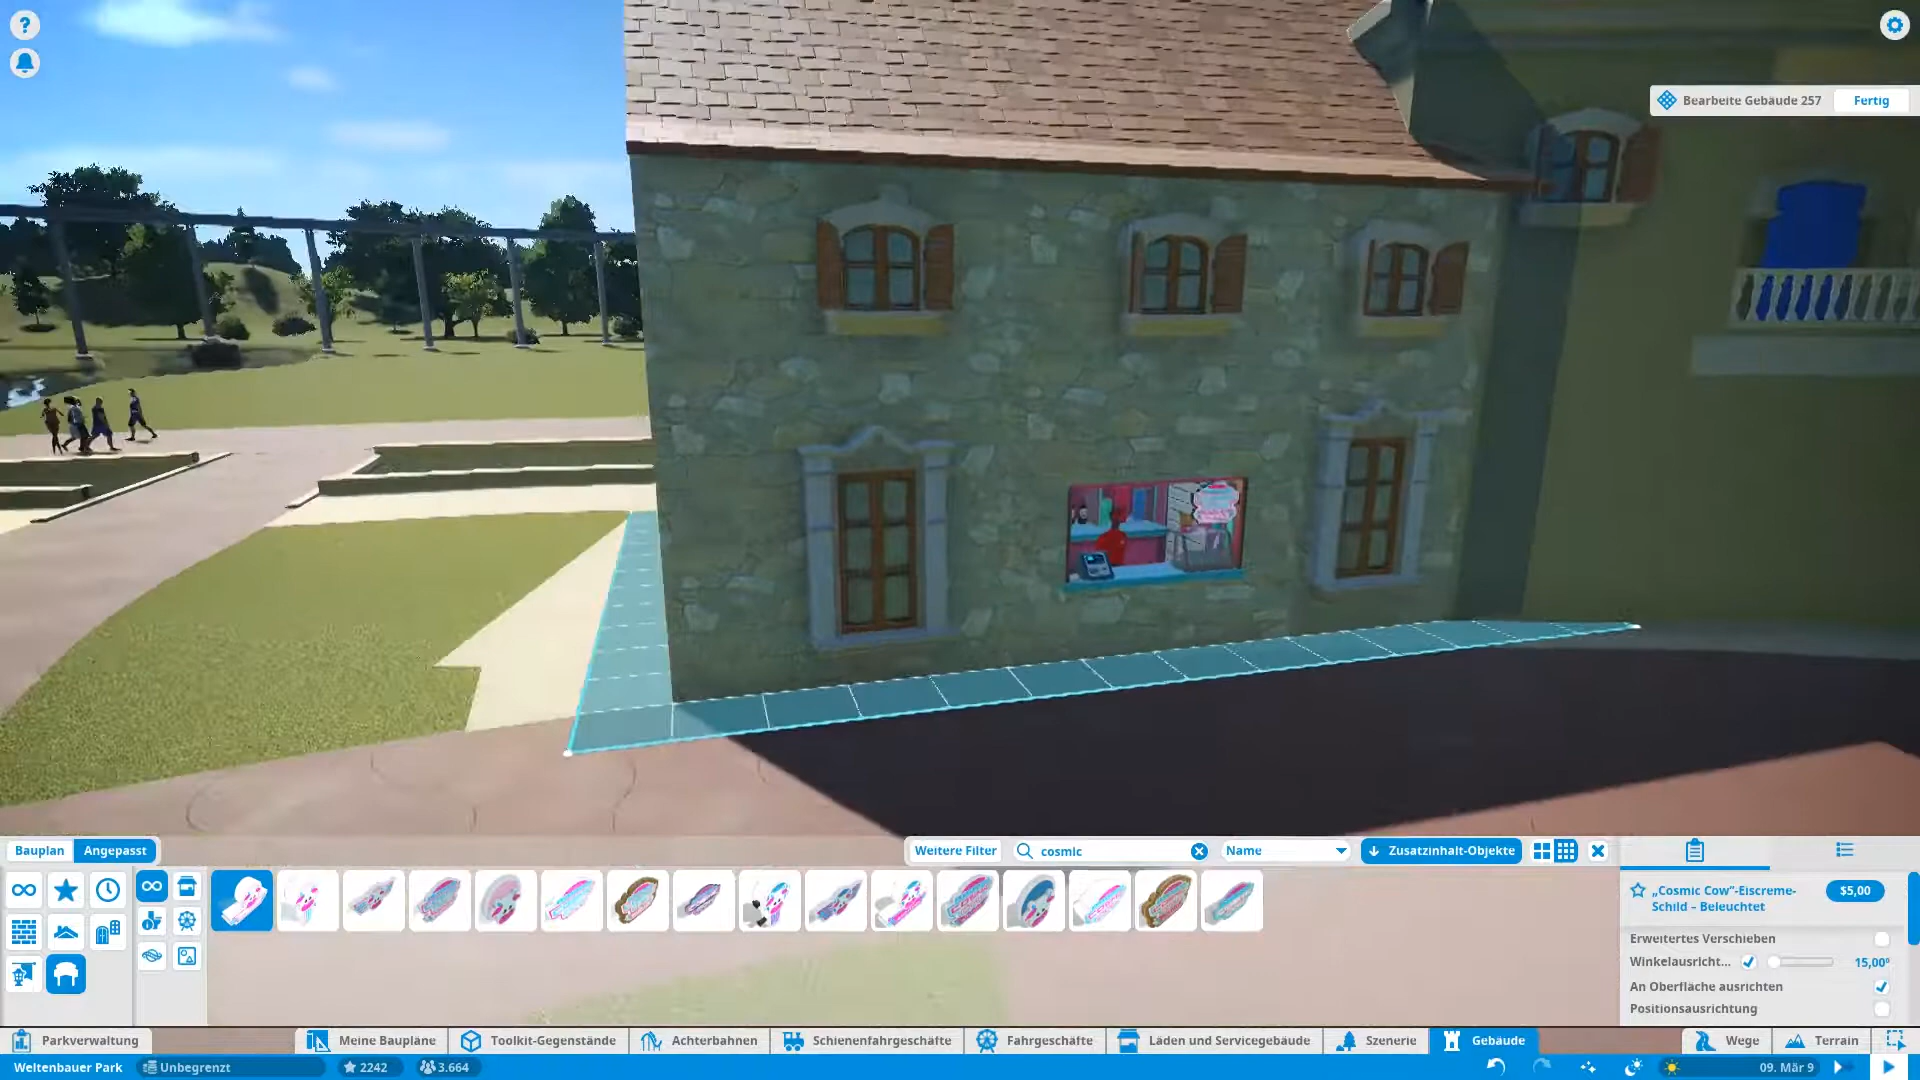 ?
Bearbeite Gebäude 257
Fertig
Bauplan
Angepasst
Weitere Filter
cosmic
Name
Zusatzinhalt-Objekte
„Cosmic Cow"-Eiscreme-
Schild – Beleuchtet
$5,00
Erweitertes Verschieben
Winkelausricht...
15,00°
An Oberfläche ausrichten
Positionsausrichtung
Parkverwaltung
Meine Baupläne
Toolkit-Gegenstände
Achterbahnen
Schienenfahrgeschäfte
Fahrgeschäfte
Läden und Servicegebäude
Szenerie
Gebäude
Wege
Terrain
Weltenbauer Park
Unbegrenzt
2242
3.664
09. Mär 9